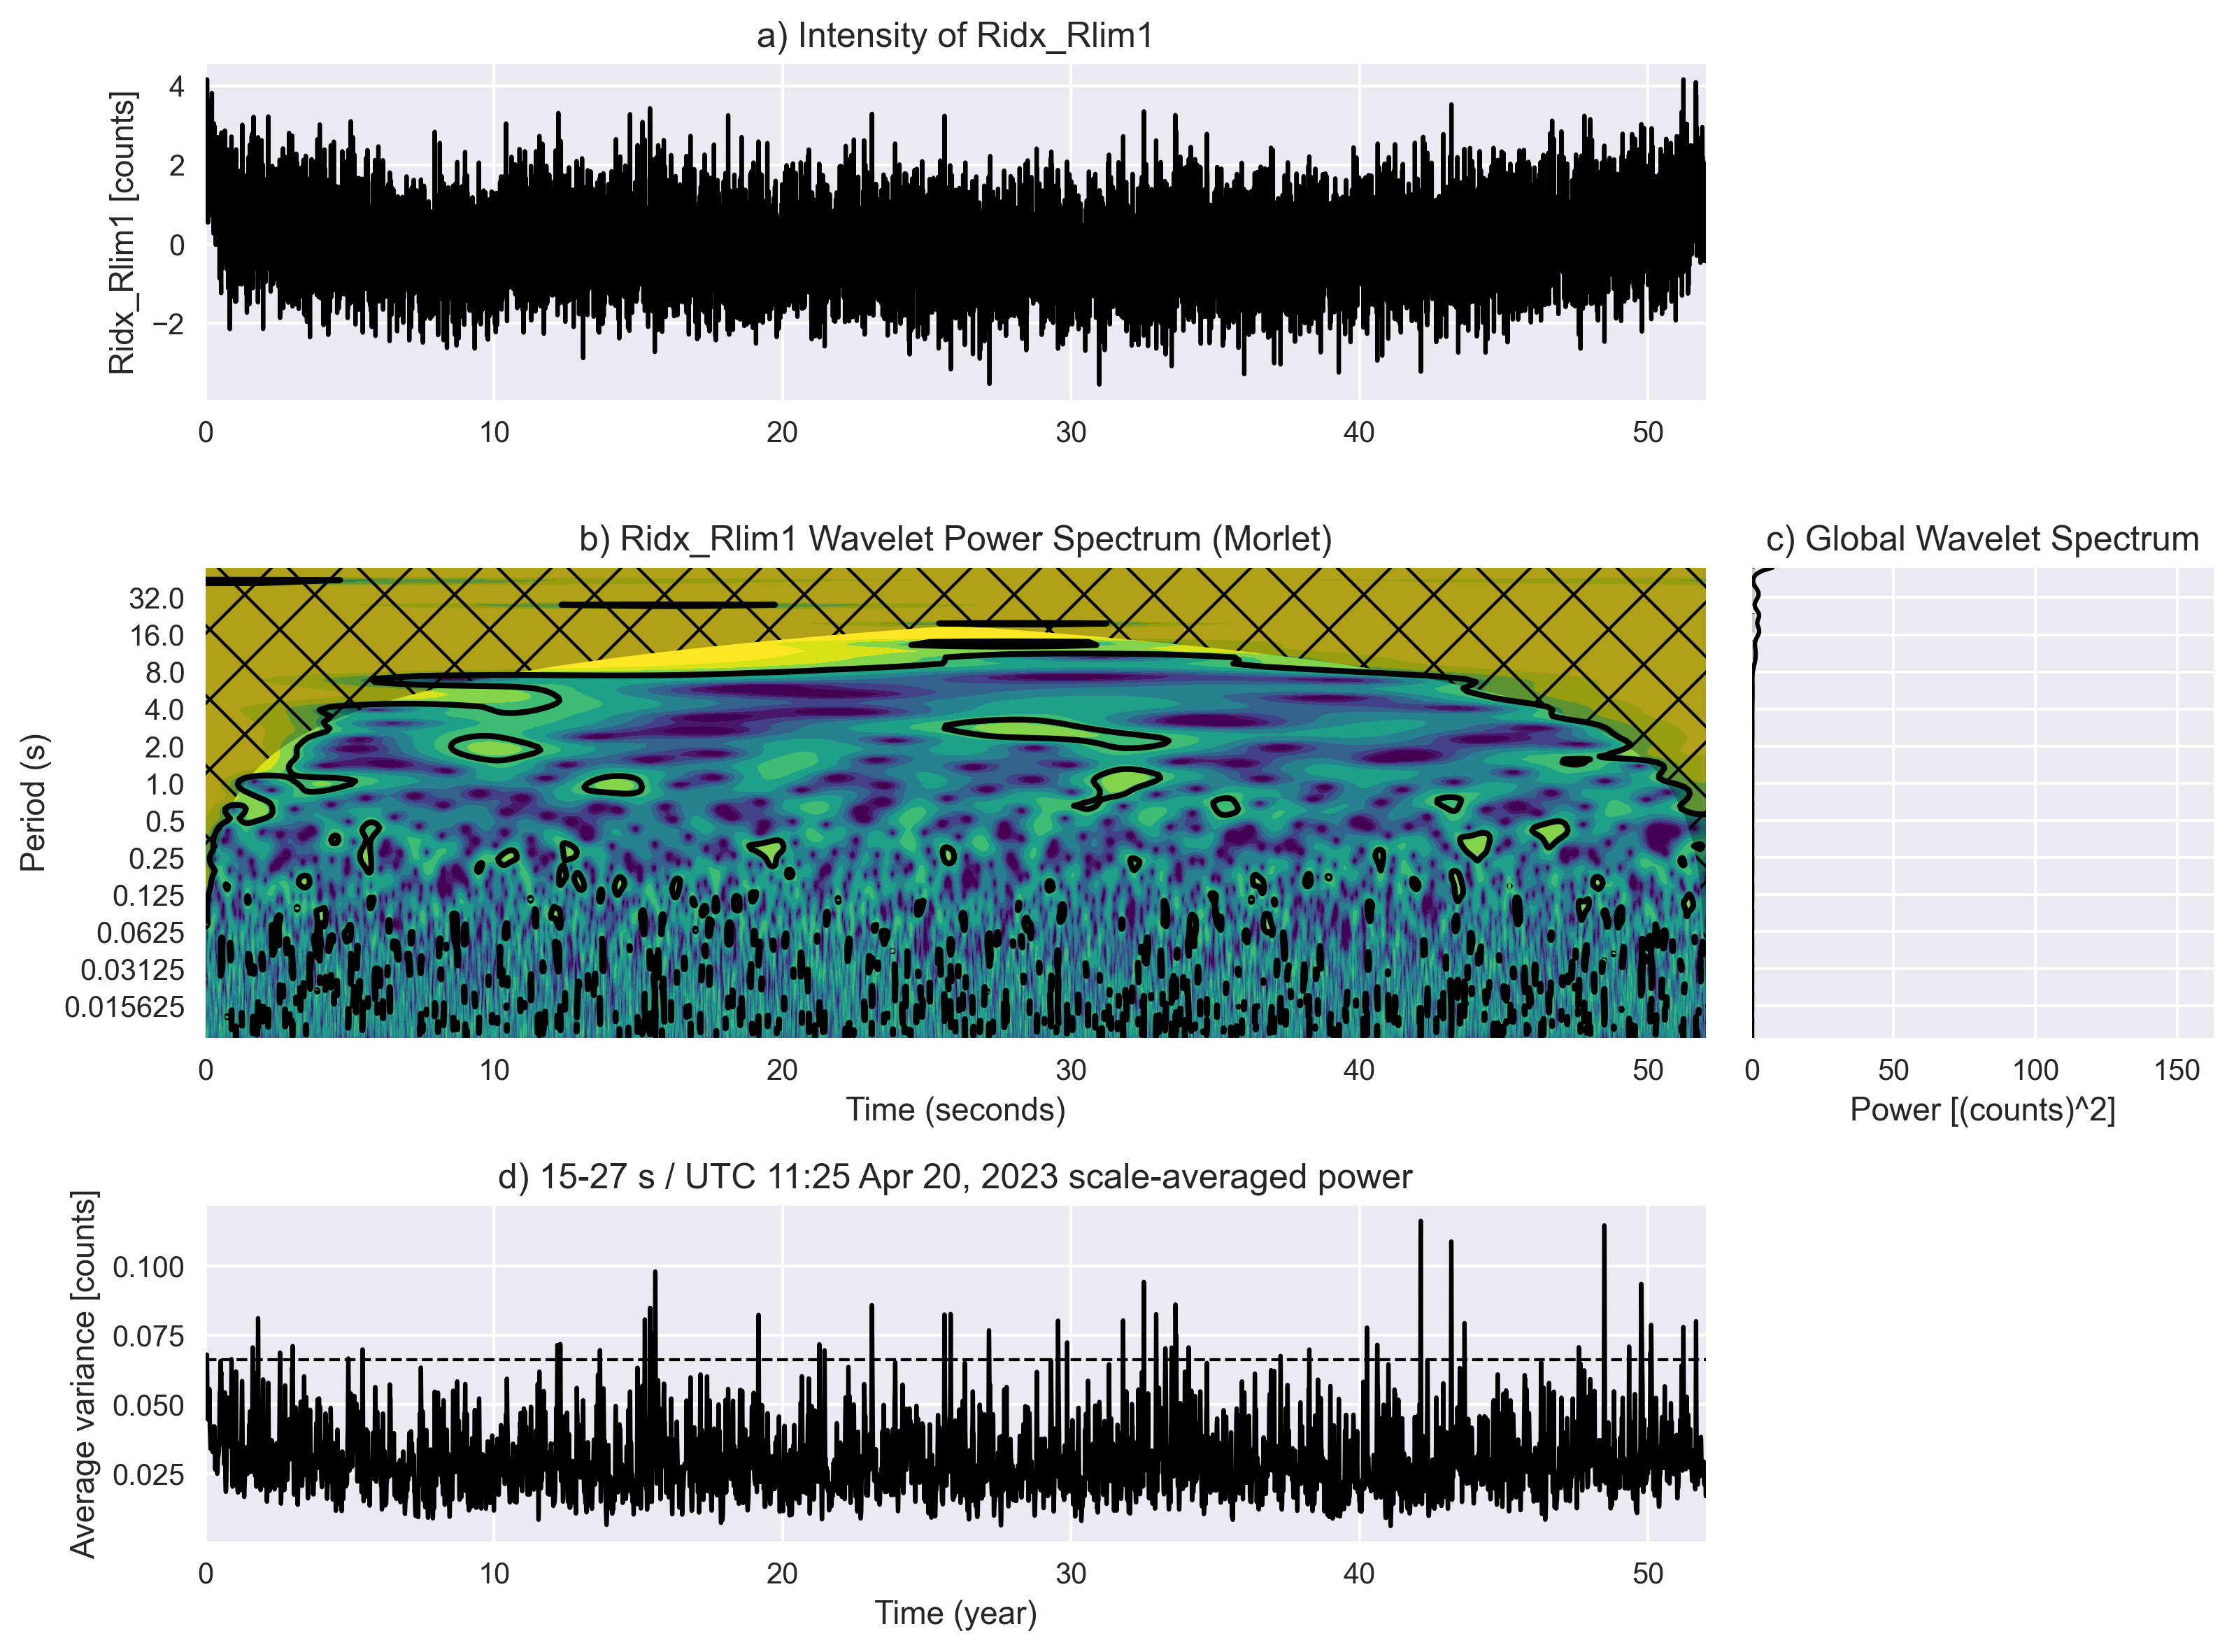 a) Intensity of Ridx_Rlim1
Ridx_Rlim1 [counts]
4
2
0
−2
0 10 20 30 40 50
b) Ridx_Rlim1 Wavelet Power Spectrum (Morlet)
Period (s)
32.0
16.0
8.0
4.0
2.0
1.0
0.5
0.25
0.125
0.0625
0.03125
0.015625
0 10 20 30 40 50
Time (seconds)
c) Global Wavelet Spectrum
0 50 100 150
Power [(counts)^2]
d) 15-27 s / UTC 11:25 Apr 20, 2023 scale-averaged power
Average variance [counts]
0.100
0.075
0.050
0.025
0 10 20 30 40 50
Time (year)